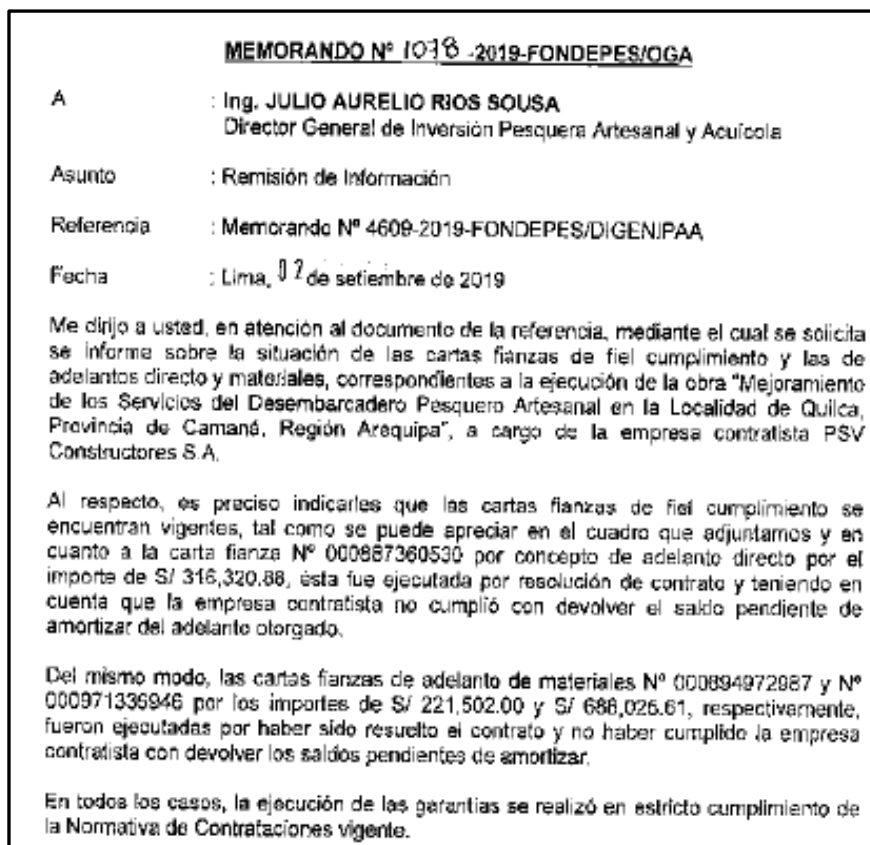 MEMORANDO Nº 1078 -2019-FONDEPES/OGA
A : Ing. JULIO AURELIO RIOS SOUSA
Director General de Inversión Pesquera Artesanal y Acuícola
Asunto : Remisión de Información
Referencia : Memorando Nº 4609-2019-FONDEPES/DIGENIPAA
Fecha : Lima, 02 de setiembre de 2019
Me dirijo a usted, en atención al documento de la referencia, mediante el cual se solicita
se informe sobre la situación de las cartas fianzas de fiel cumplimiento y las de
adelantos directo y materiales, correspondientes a la ejecución de la obra "Mejoramiento
de los Servicios del Desembarcadero Pesquero Artesanal en la Localidad de Quilca,
Provincia de Camaná, Región Arequipa", a cargo de la empresa contratista PSV
Constructores S.A.
Al respecto, es preciso indicarles que las cartas fianzas de fiel cumplimiento se
encuentran vigentes, tal como se puede apreciar en el cuadro que adjuntamos y en
cuanto a la carta fianza Nº 000887360530 por concepto de adelanto directo por el
importe de S/ 316,320.88, ésta fue ejecutada por resolución de contrato y teniendo en
cuenta que la empresa contratista no cumplió con devolver el saldo pendiente de
amortizar del adelanto otorgado.
Del mismo modo, las cartas fianzas de adelanto de materiales Nº 000894972987 y Nº
000971335946 por los importes de S/ 221,502.00 y S/ 688,025.61, respectivamente,
fueron ejecutadas por haber sido resuelto el contrato y no haber cumplido la empresa
contratista con devolver los saldos pendientes de amortizar.
En todos los casos, la ejecución de las garantías se realizó en estricto cumplimiento de
la Normativa de Contrataciones vigente.